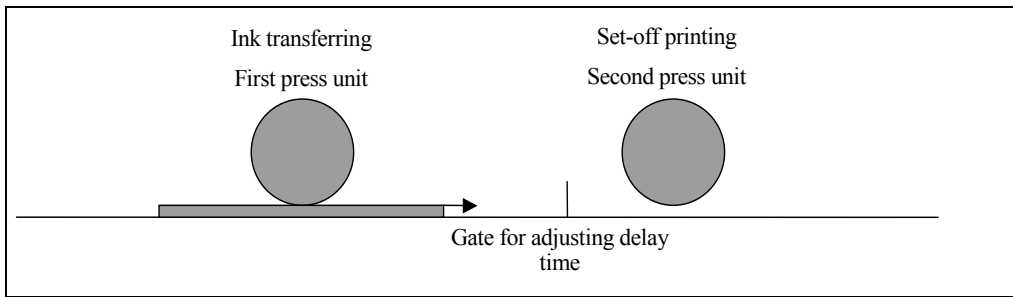 Ink transferring
First press unit
Set-off printing
Second press unit
Gate for adjusting delay
time